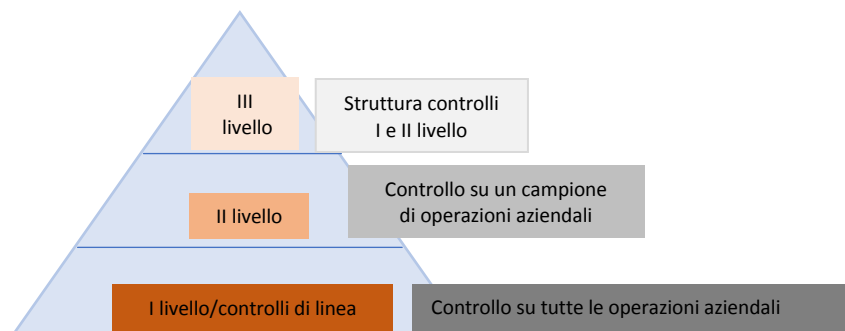 III
livello
Struttura controlli
I e II livello
II livello
Controllo su un campione
di operazioni aziendali
I livello/controlli di linea
Controllo su tutte le operazioni aziendali